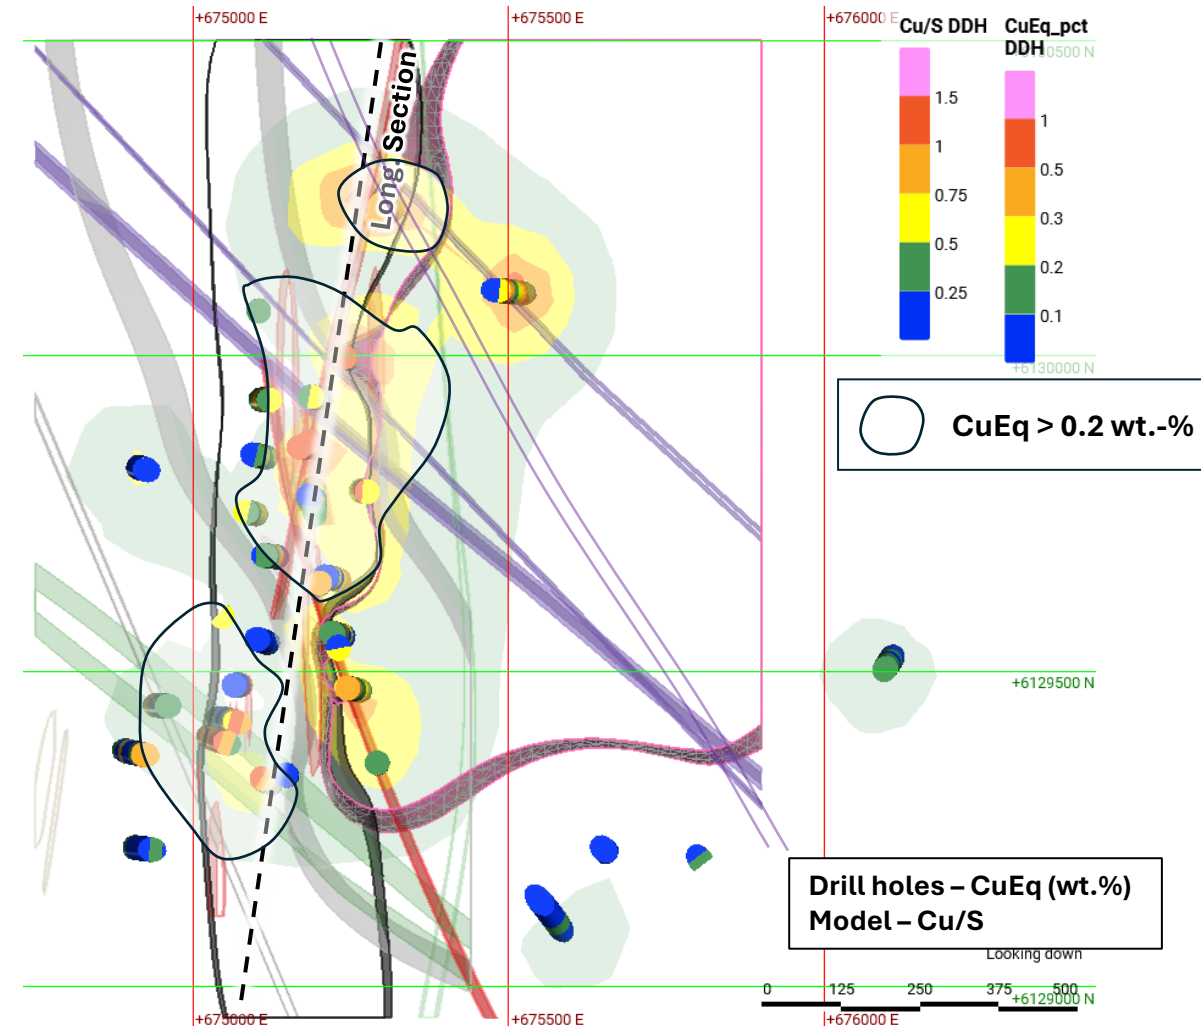 +675000 E
+675500 E
+676000 E
Cu/S DDH
CuEq_pct
DDH
+6130500 N
1.5
1
0.75
0.5
0.25
1
0.5
0.3
0.2
0.1
Long. Section
+6130000 N
CuEq > 0.2 wt.-%
+6129500 N
Drill holes – CuEq (wt.%)
Model – Cu/S
Looking down
0
125
250
375
500
+6129000 N
+675000 E
+675500 E
+676000 E